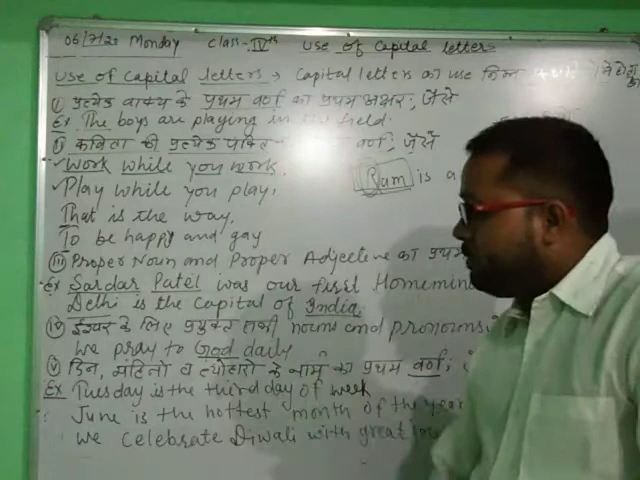 06/7/20 Monday Class-IVth Use of Capital letters
Use of Capital letters → Capital letters का use निम्न
(i) प्रत्येक वाक्य के प्रथम वर्ण का प्रथम अक्षर; जैसे
Ex: The boys are playing in field.
(ii) कविता की प्रत्येक पंक्ति वर्ण; जैसे
✓Work while you work. Ram is a
✓Play while you play,
That is the way,
To be happy and gay
(iii) Proper Noun and Proper Adjective का प्रथम
Ex Sardar Patel was our first Homemin
Delhi is the Capital of India.
(iv) ईश्वर के लिए प्रयुक्त सभी nouns and pronouns
We pray to God daily
(v) दिन, महिनों व त्योहारों के नाम का प्रथम वर्ण;
Ex Tuesday is the third day of week
June is the hottest month of the year
We celebrate Diwali with great